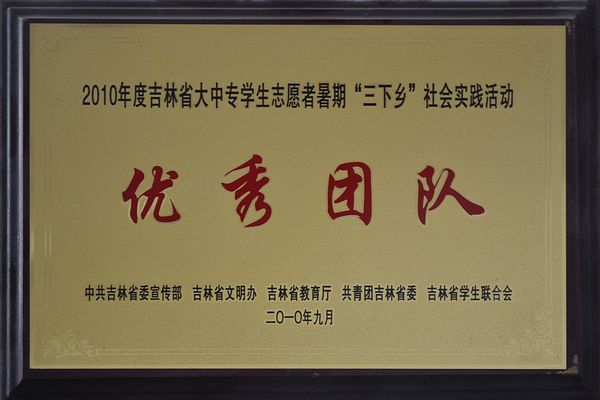 2010年度吉林省大中专学生志愿者暑期“三下乡”社会实践活动
优秀团队
中共吉林省委宣传部 吉林省文明办 吉林省教育厅 共青团吉林省委 吉林省学生联合会
二〇一〇年九月